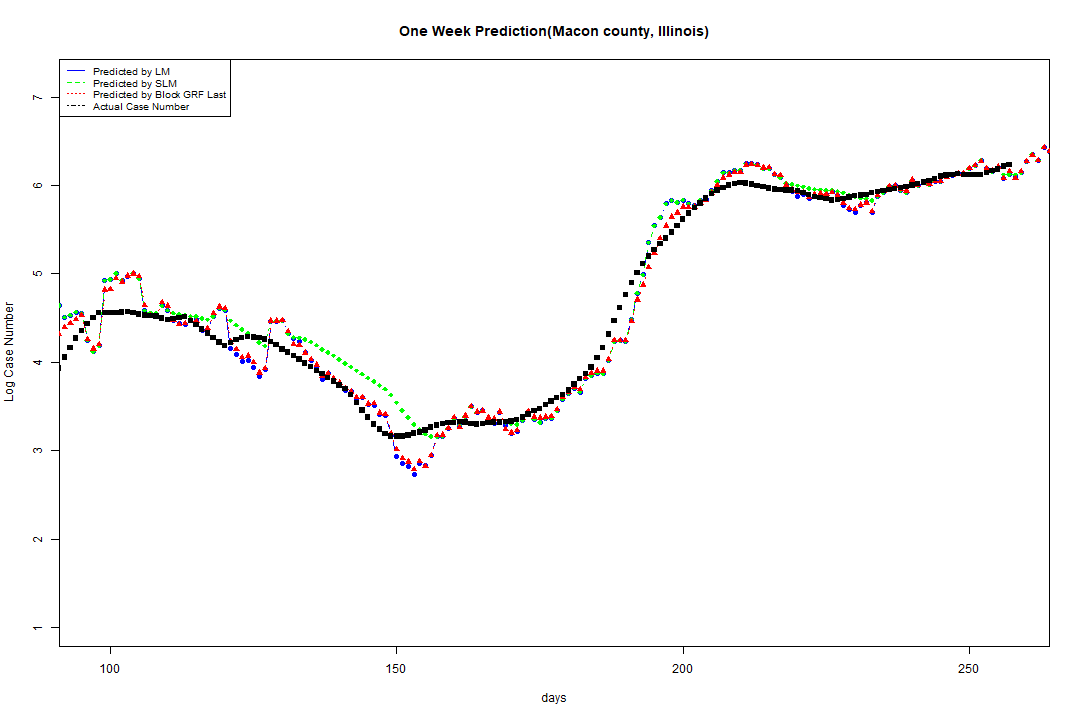 One Week Prediction(Macon county, Illinois)
Predicted by LM
Predicted by SLM
Predicted by Block GRF Last
Actual Case Number
7
6
5
4
3
2
1
Log Case Number
100 150 200 250
days